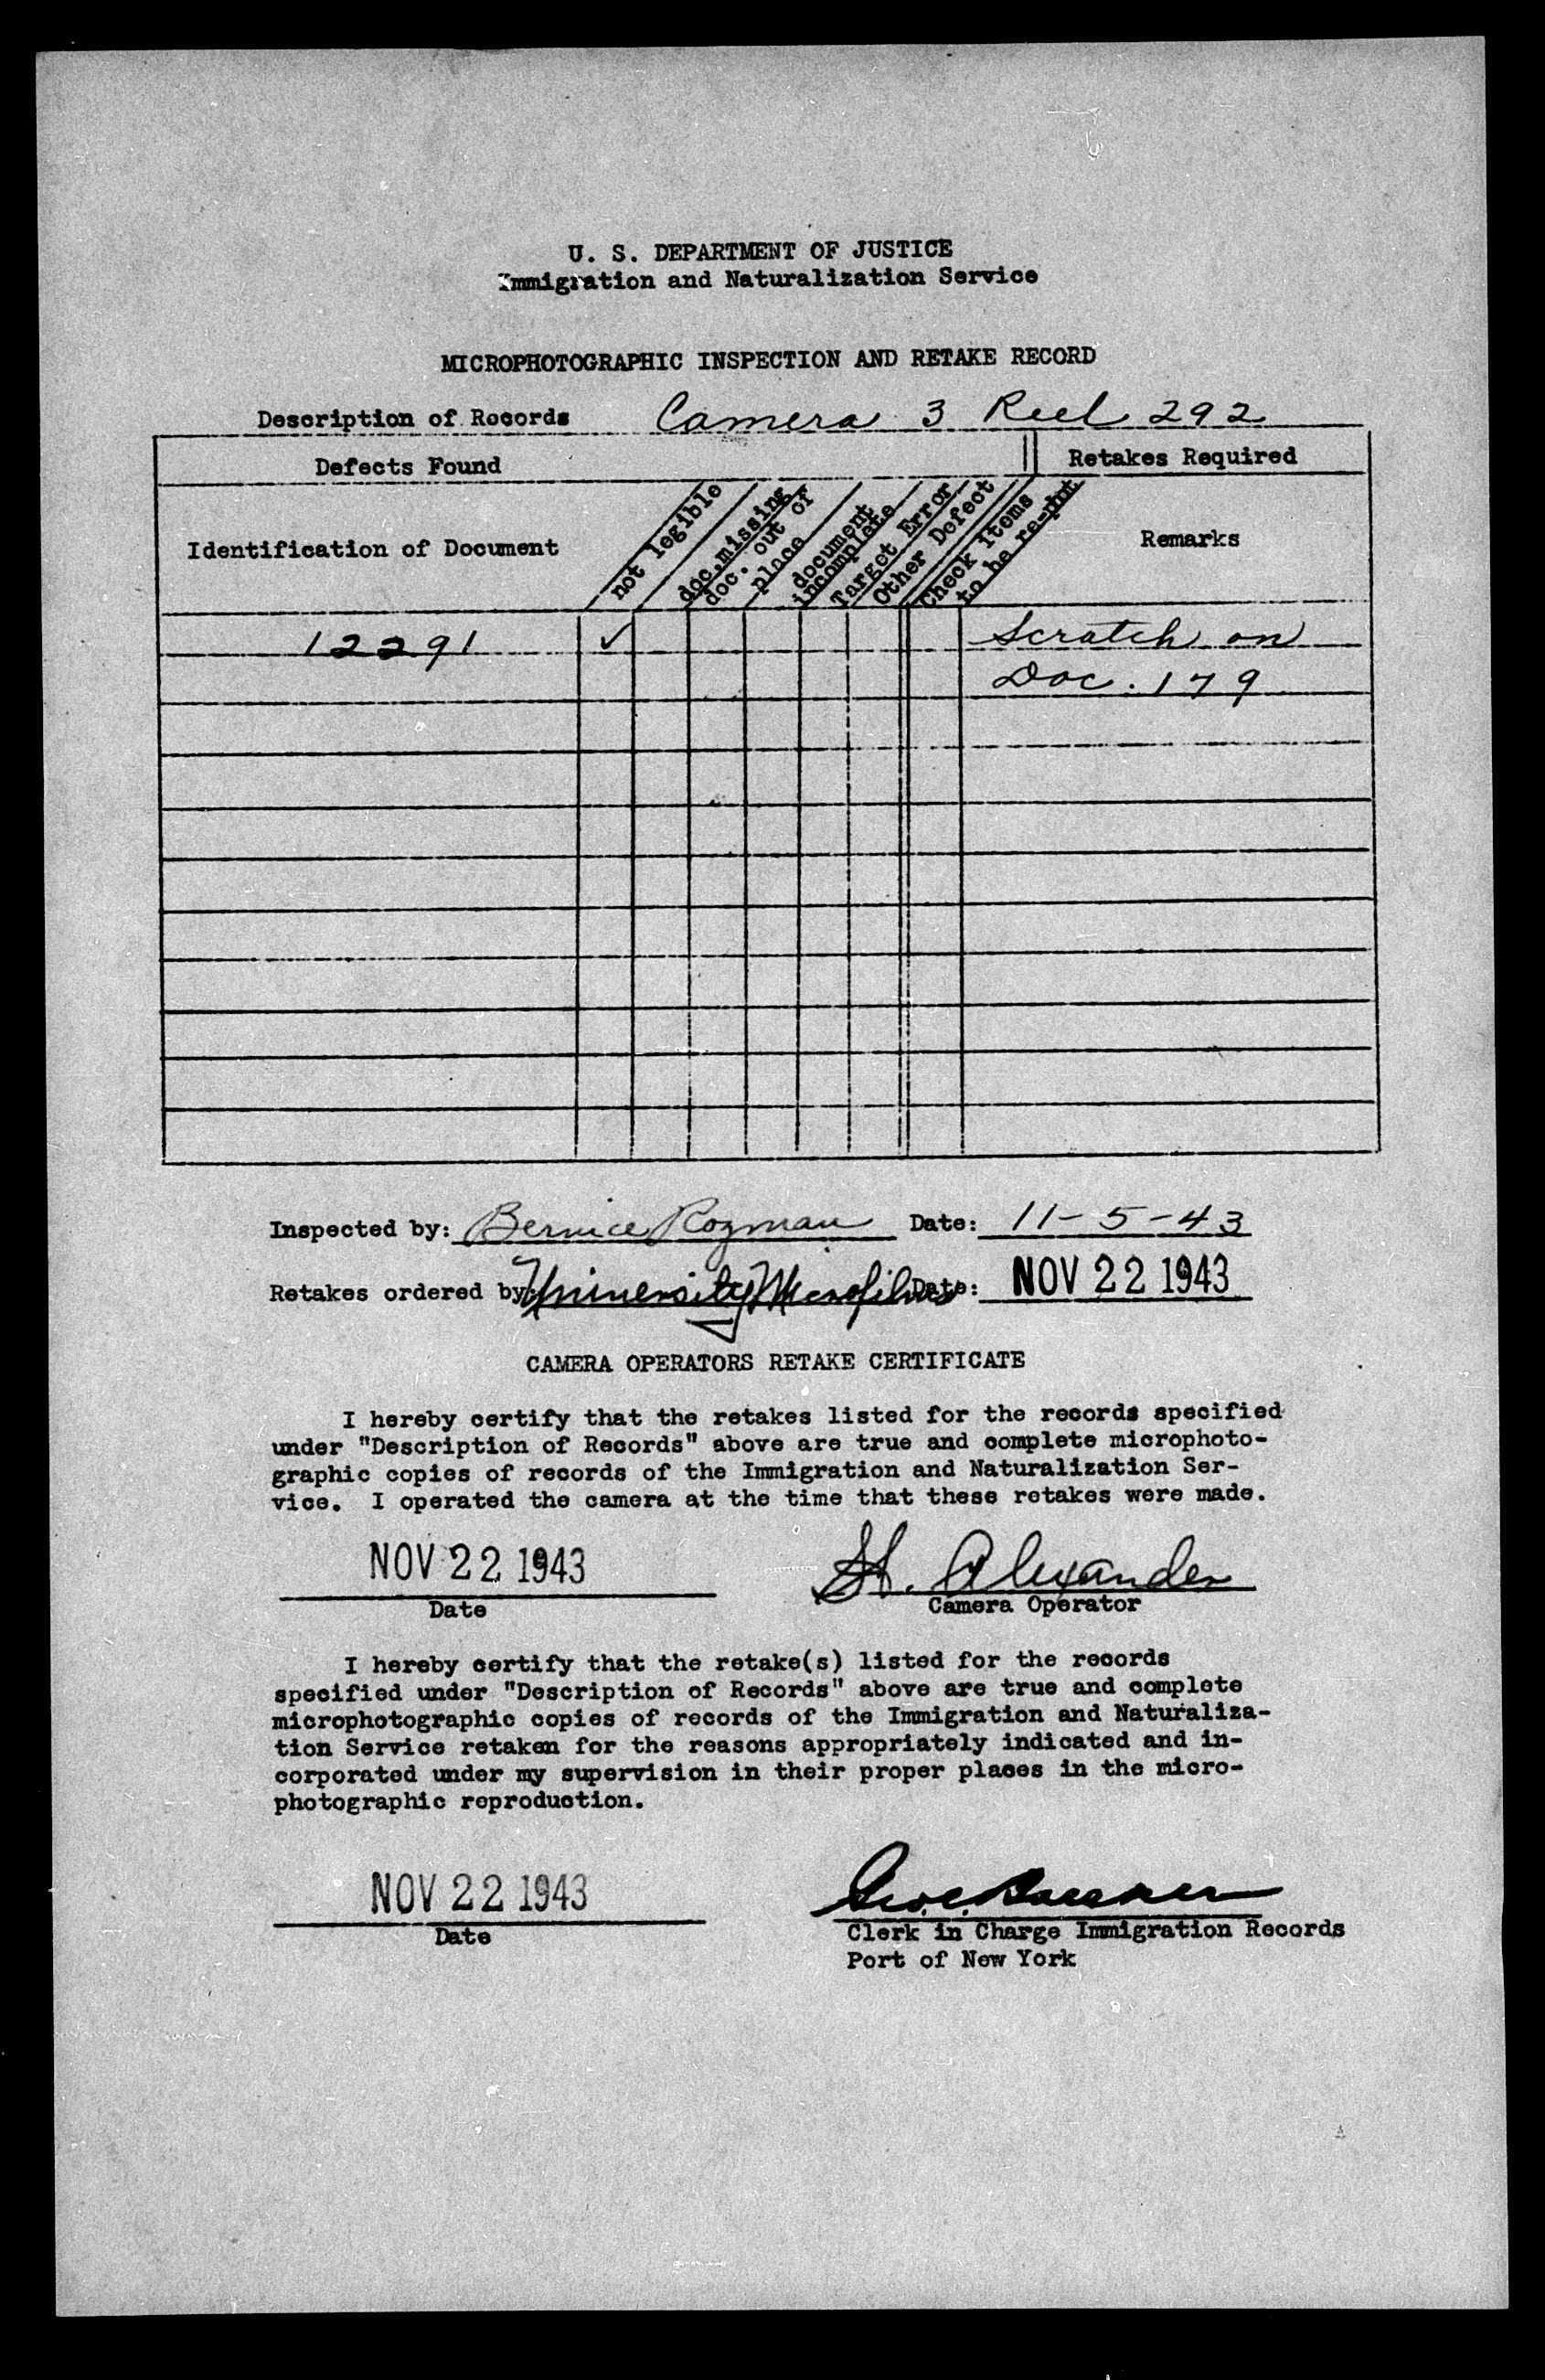 U. S. DEPARTMENT OF JUSTICE
Immigration and Naturalization Service
MICROPHOTOGRAPHIC INSPECTION AND RETAKE RECORD
Description of Records Camera 3 Reel 292
Defects Found Retakes Required
Identification of Document
not legible
doc. missing
doc. out of
place
document
incomplete
Target Error
Other Defect
Check Items
to be re-phot
Remarks
12291 ✓ Scratch on
Doc. 179
Inspected by: Bernice Rozman Date: 11-5-43
Retakes ordered by: University Microfilms Date: NOV 22 1943
CAMERA OPERATORS RETAKE CERTIFICATE
I hereby certify that the retakes listed for the records specified
under "Description of Records" above are true and complete microphoto-
graphic copies of records of the Immigration and Naturalization Ser-
vice. I operated the camera at the time that these retakes were made.
NOV 22 1943 H. Alexander
Date Camera Operator
I hereby certify that the retake(s) listed for the records
specified under "Description of Records" above are true and complete
microphotographic copies of records of the Immigration and Naturaliza-
tion Service retaken for the reasons appropriately indicated and in-
corporated under my supervision in their proper places in the micro-
photographic reproduction.
NOV 22 1943
Date Clerk in Charge Immigration Records
Port of New York